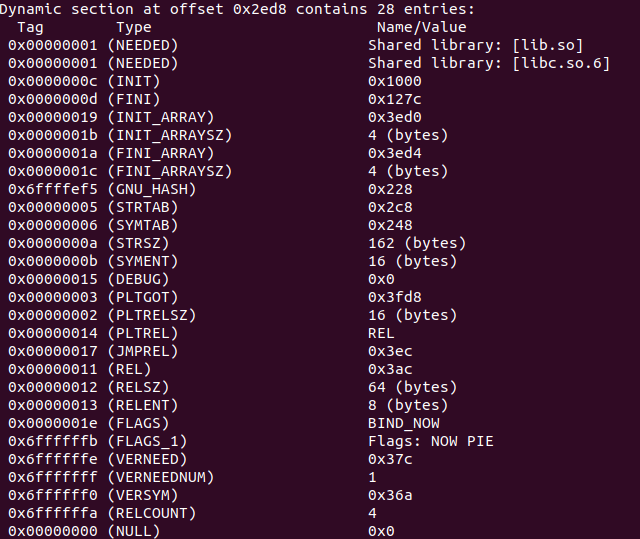 Dynamic section at offset 0x2ed8 contains 28 entries:
Tag Type Name/Value
0x00000001 (NEEDED) Shared library: [lib.so]
0x00000001 (NEEDED) Shared library: [libc.so.6]
0x0000000c (INIT) 0x1000
0x0000000d (FINI) 0x127c
0x00000019 (INIT_ARRAY) 0x3ed0
0x0000001b (INIT_ARRAYSZ) 4 (bytes)
0x0000001a (FINI_ARRAY) 0x3ed4
0x0000001c (FINI_ARRAYSZ) 4 (bytes)
0x6ffffef5 (GNU_HASH) 0x228
0x00000005 (STRTAB) 0x2c8
0x00000006 (SYMTAB) 0x248
0x0000000a (STRSZ) 162 (bytes)
0x0000000b (SYMENT) 16 (bytes)
0x00000015 (DEBUG) 0x0
0x00000003 (PLTGOT) 0x3fd8
0x00000002 (PLTRELSZ) 16 (bytes)
0x00000014 (PLTREL) REL
0x00000017 (JMPREL) 0x3ec
0x00000011 (REL) 0x3ac
0x00000012 (RELSZ) 64 (bytes)
0x00000013 (RELENT) 8 (bytes)
0x0000001e (FLAGS) BIND_NOW
0x6ffffffb (FLAGS_1) Flags: NOW PIE
0x6ffffffe (VERNEED) 0x37c
0x6fffffff (VERNEEDNUM) 1
0x6ffffff0 (VERSYM) 0x36a
0x6ffffffa (RELCOUNT) 4
0x00000000 (NULL) 0x0